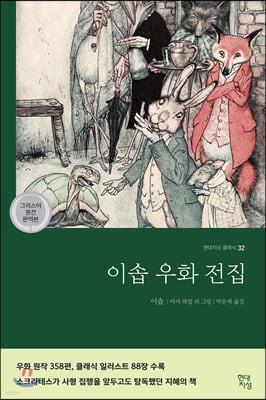 그리스어
원전
완역본
현대지성 클래식 32
이솝 우화 전집
이솝 | 아서 래컴 외 그림 | 박문재 옮김
우화 원작 358편, 클래식 일러스트 88장 수록
소크라테스가 사형 집행을 앞두고도 탐독했던 지혜의 책
현대
지성
yes24